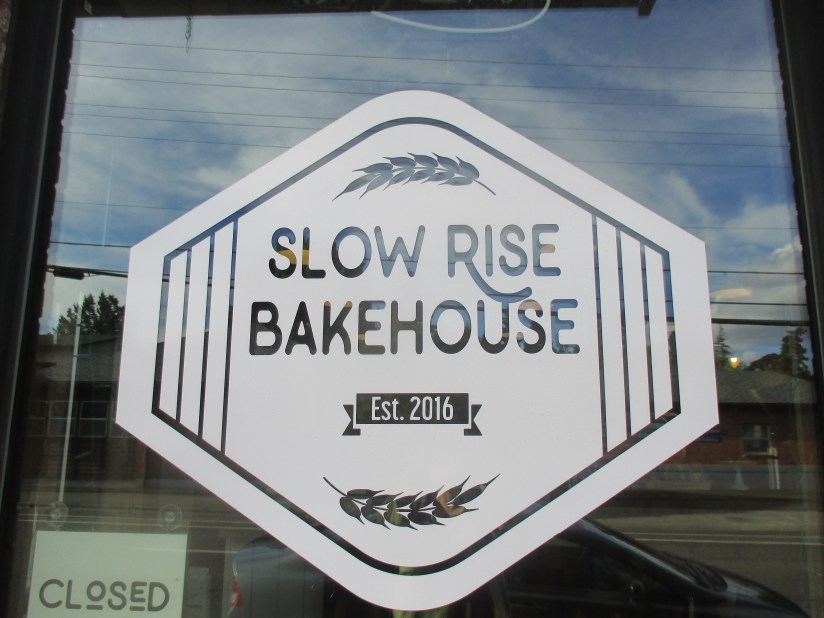 SLOW RISE
BAKEHOUSE
Est. 2016
CLOSED